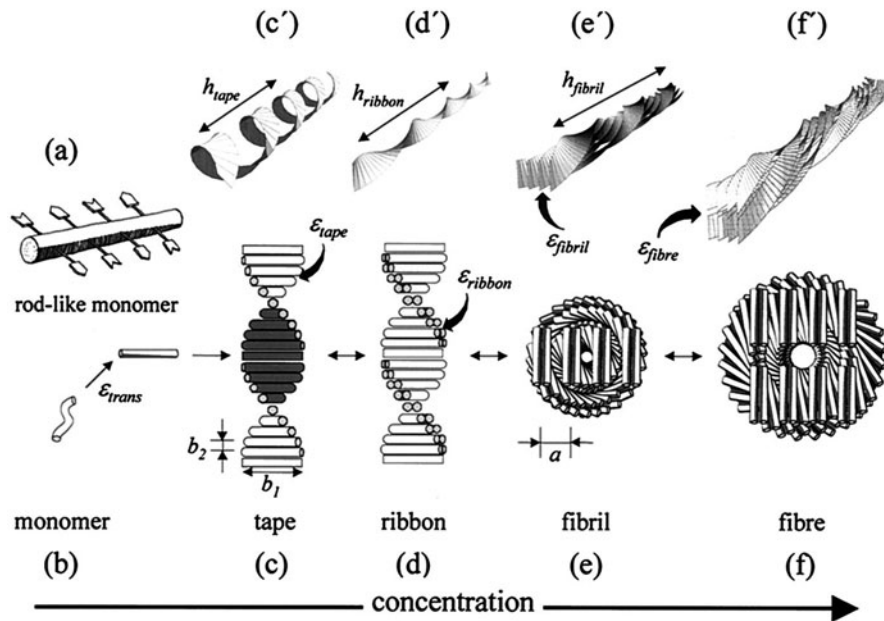 (c´) (d´) (e´) (f´)
h_tape h_ribbon h_fibril
(a)
ε_fibril ε_fibre
ε_tape
rod-like monomer ε_ribbon
ε_trans
b_2
a
b_1
monomer tape ribbon fibril fibre
(b) (c) (d) (e) (f)
concentration